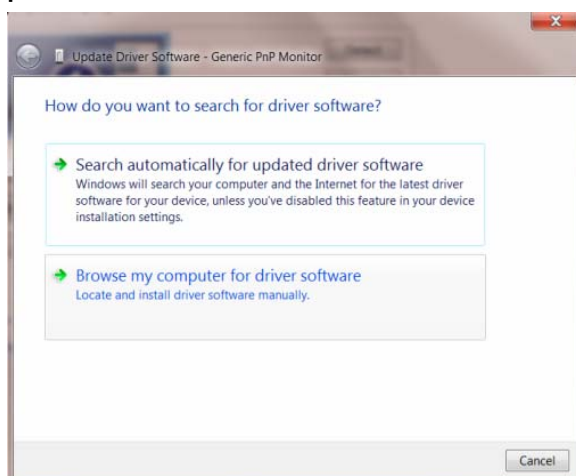 Update Driver Software - Generic PnP Monitor
How do you want to search for driver software?
Search automatically for updated driver software
Windows will search your computer and the Internet for the latest driver
software for your device, unless you've disabled this feature in your device
installation settings.
Browse my computer for driver software
Locate and install driver software manually.
Cancel